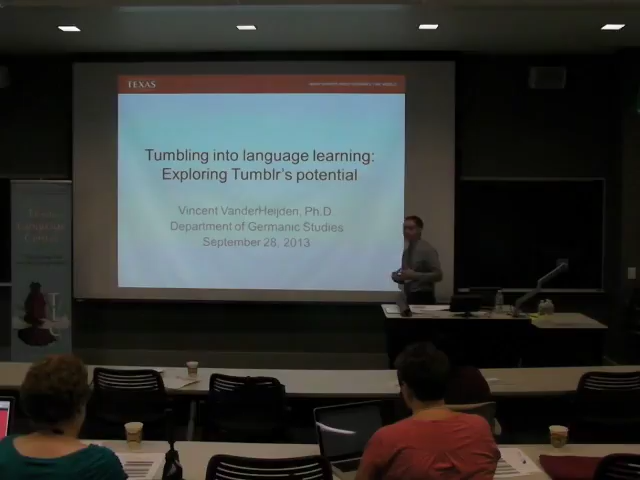 TEXAS
Tumbling into language learning:
Exploring Tumblr's potential
Vincent VanderHeijden, Ph.D
Department of Germanic Studies
September 28, 2013